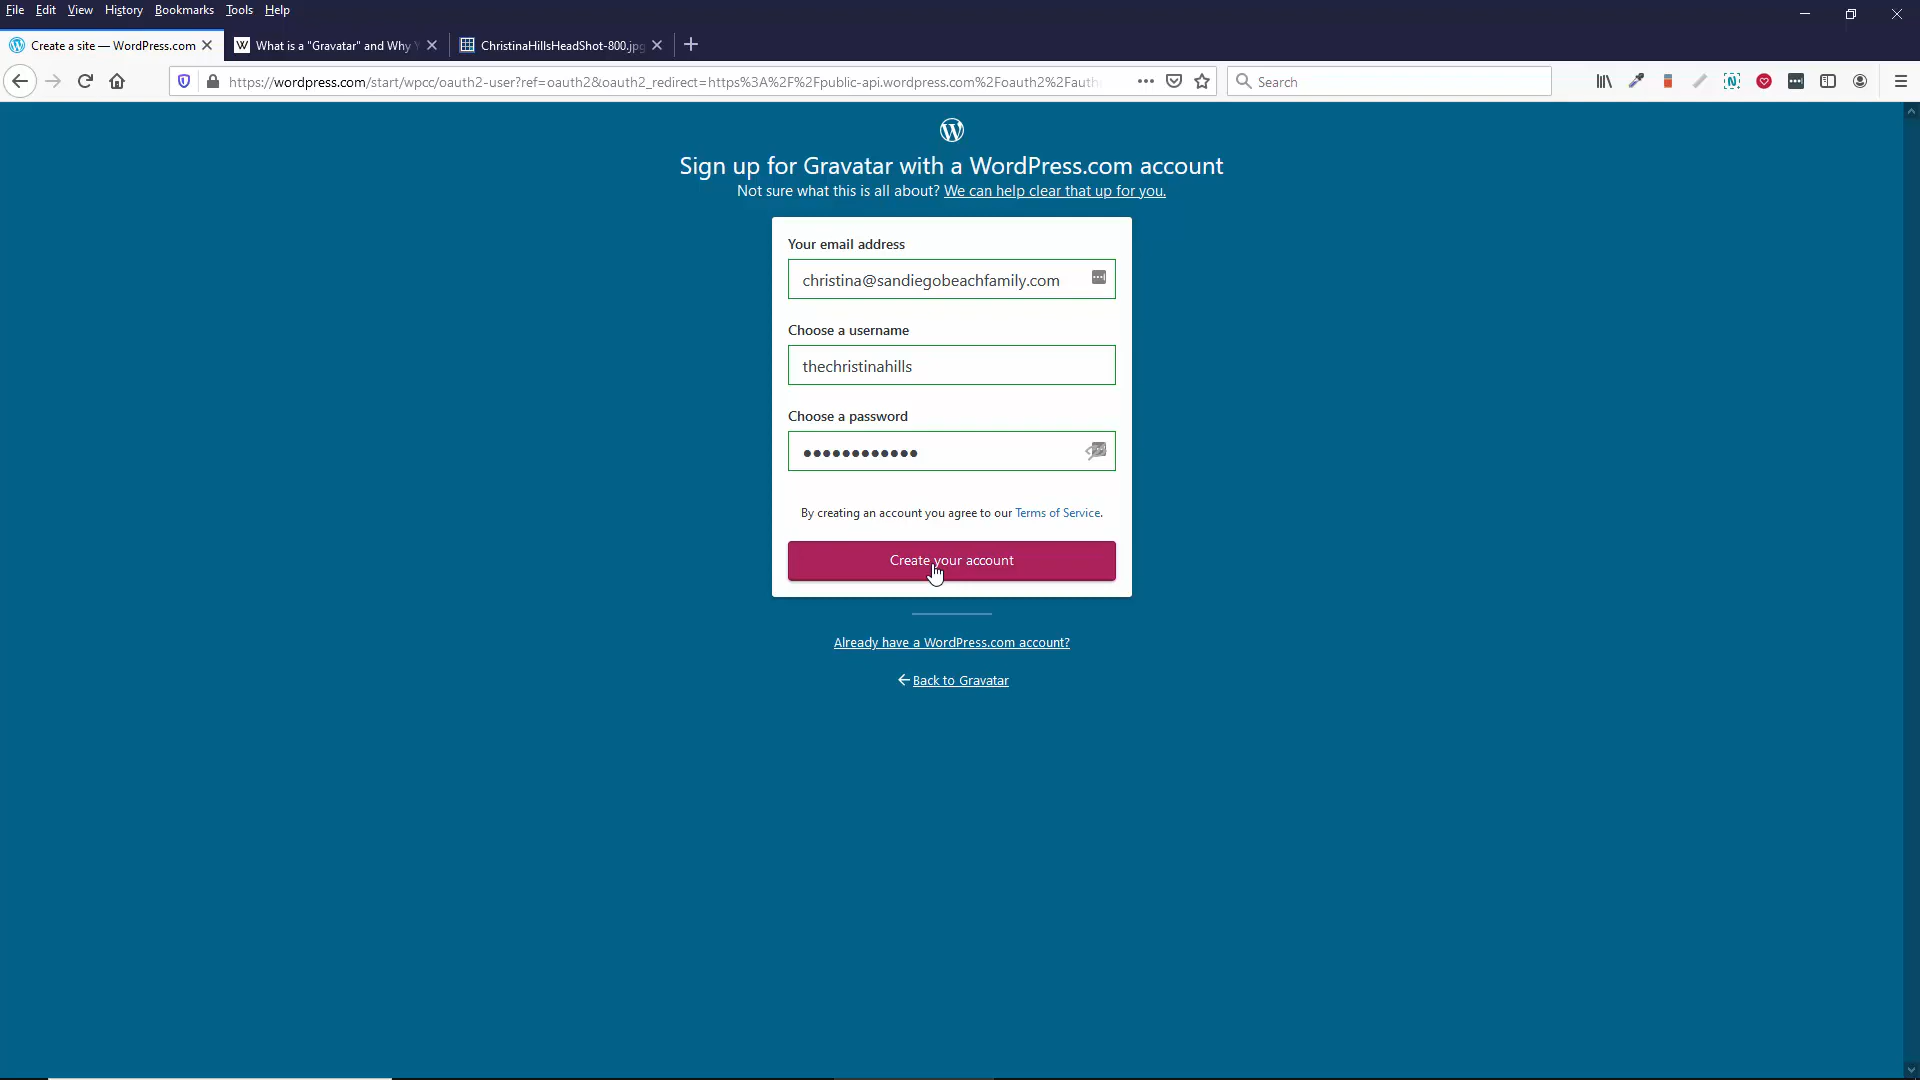 File Edit View History Bookmarks Tools Help
Create a site — WordPress.com
What is a "Gravatar" and Why
ChristinaHillsHeadShot-800.jpg
https://wordpress.com/start/wpcc/oauth2-user?ref=oauth2&oauth2_redirect=https%3A%2F%2Fpublic-api.wordpress.com%2Foauth2%2Fauth
Search
Sign up for Gravatar with a WordPress.com account
Not sure what this is all about? We can help clear that up for you.
Your email address
christina@sandiegobeachfamily.com
Choose a username
thechristinahills
Choose a password
By creating an account you agree to our Terms of Service.
Create your account
Already have a WordPress.com account?
Back to Gravatar